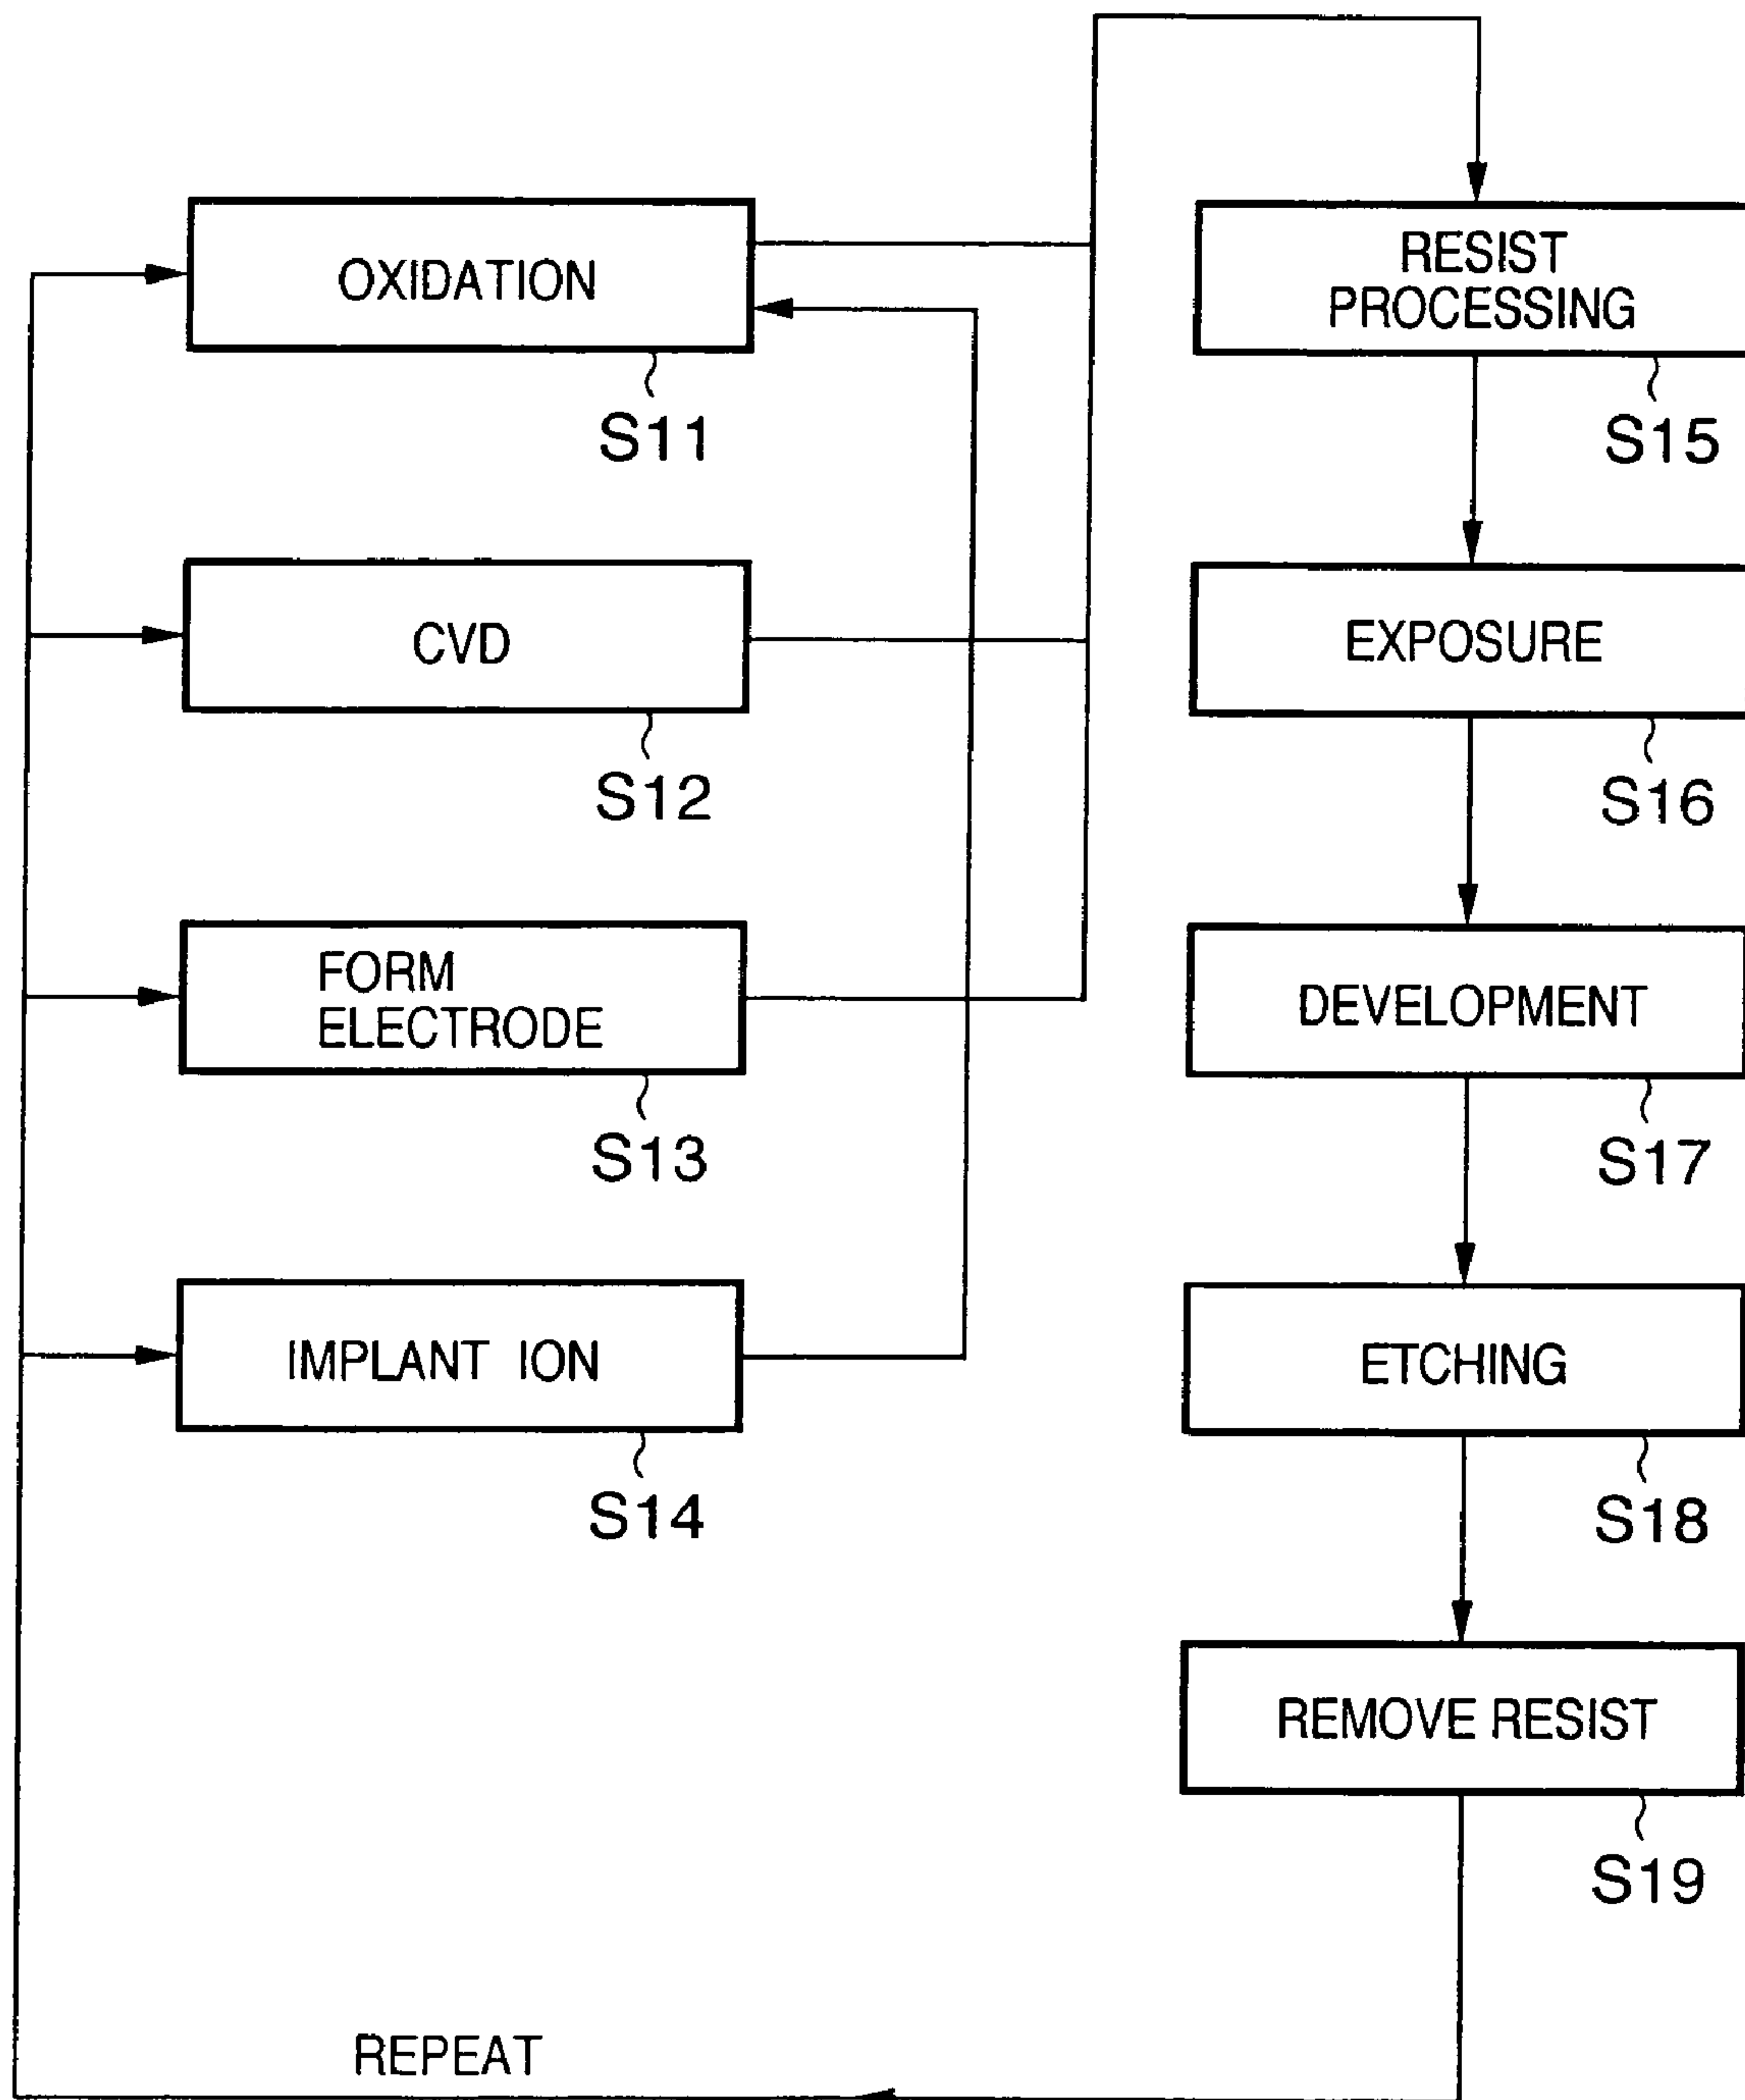 OXIDATION
S11
CVD
S12
FORM
ELECTRODE
S13
IMPLANT ION
S14
RESIST
PROCESSING
S15
EXPOSURE
S16
DEVELOPMENT
S17
ETCHING
S18
REMOVE RESIST
S19
REPEAT